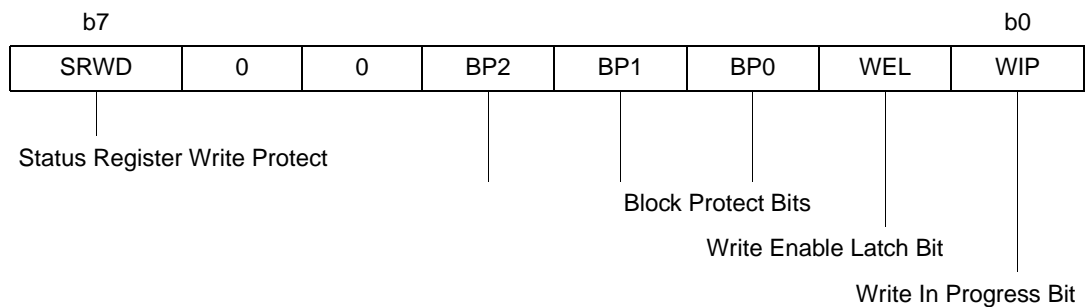 b7 b0
SRWD 0 0 BP2 BP1 BP0 WEL WIP
Status Register Write Protect
Block Protect Bits
Write Enable Latch Bit
Write In Progress Bit